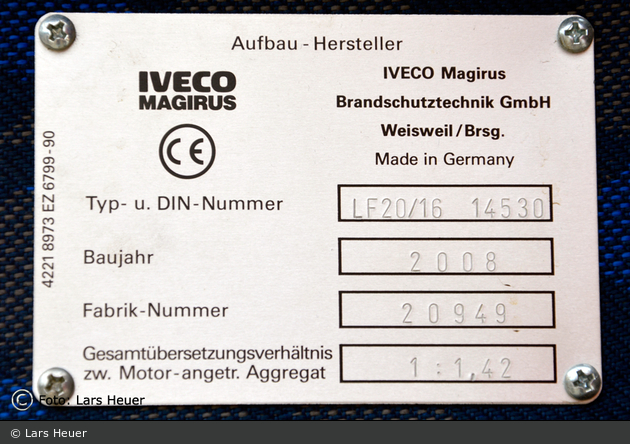 Aufbau - Hersteller
IVECO
MAGIRUS
IVECO Magirus
Brandschutztechnik GmbH
Weisweil/Brsg.
Made in Germany
CE
Typ- u. DIN-Nummer LF20/16 14530
Baujahr 2008
Fabrik-Nummer 20949
Gesamtübersetzungsverhältnis
zw. Motor-angetr. Aggregat 1 : 1,42
4221 8973 EZ 6799-90
© Foto: Lars Heuer
© Lars Heuer